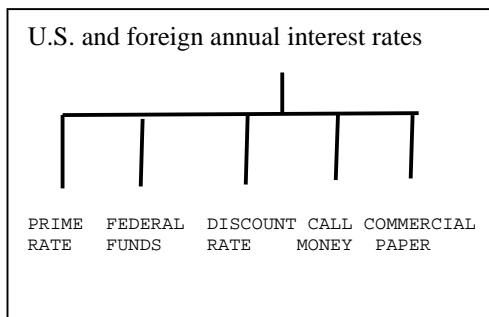 U.S. and foreign annual interest rates
PRIME FEDERAL DISCOUNT CALL COMMERCIAL
RATE FUNDS RATE MONEY PAPER